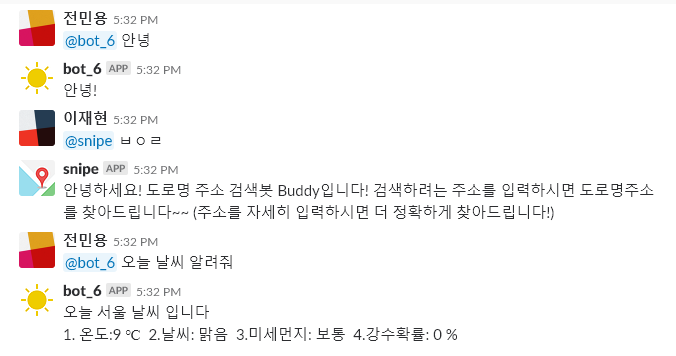 전민용 5:32 PM
@bot_6 안녕
bot_6 APP 5:32 PM
안녕!
이재현 5:32 PM
@snipe ㅂㅇㄹ
snipe APP 5:32 PM
안녕하세요! 도로명 주소 검색봇 Buddy입니다! 검색하려는 주소를 입력하시면 도로명주소
를 찾아드립니다~~ (주소를 자세히 입력하시면 더 정확하게 찾아드립니다!)
전민용 5:32 PM
@bot_6 오늘 날씨 알려줘
bot_6 APP 5:32 PM
오늘 서울 날씨 입니다
1. 온도:9 ℃ 2.날씨: 맑음 3.미세먼지: 보통 4.강수확률: 0 %